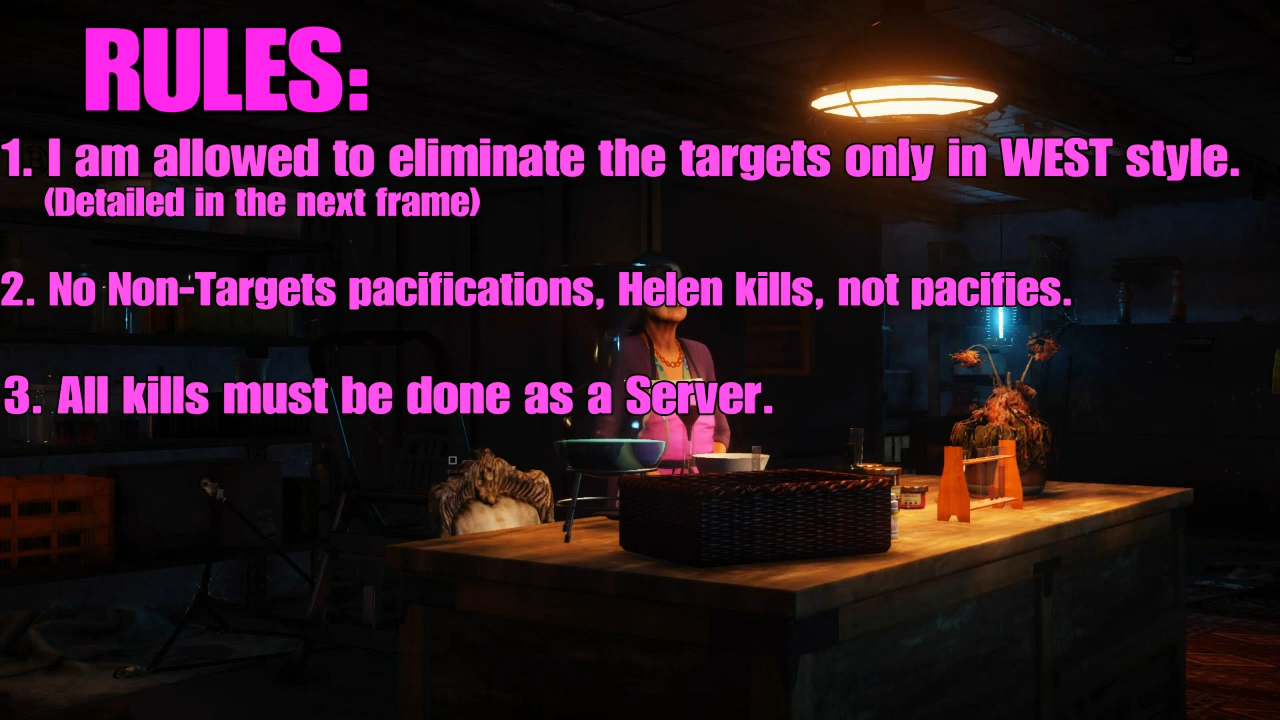 RULES:
1. I am allowed to eliminate the targets only in WEST style.
(Detailed in the next frame)
2. No Non-Targets pacifications, Helen kills, not pacifies.
3. All kills must be done as a Server.